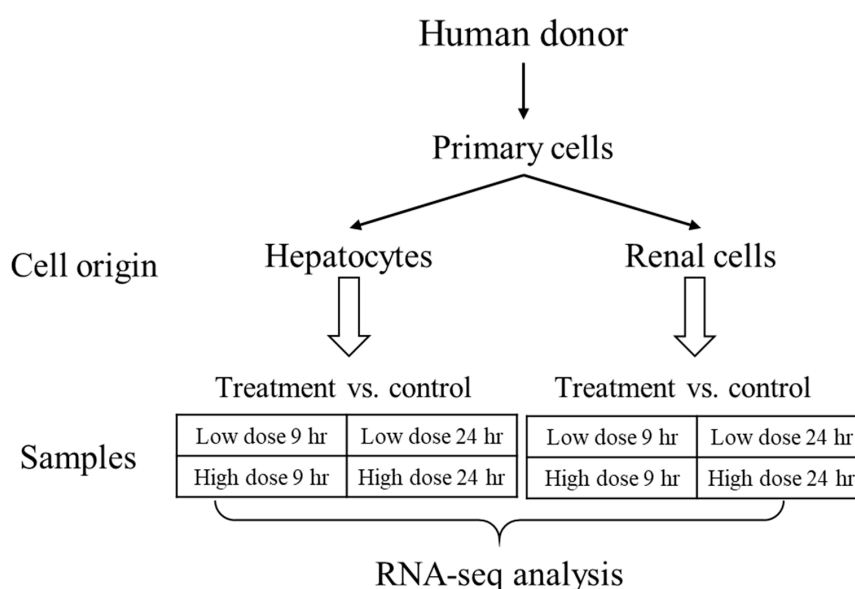 Human donor
Primary cells
Cell origin
Hepatocytes
Renal cells
Treatment vs. control
Treatment vs. control
Samples
Low dose 9 hr
Low dose 24 hr
Low dose 9 hr
Low dose 24 hr
High dose 9 hr
High dose 24 hr
High dose 9 hr
High dose 24 hr
RNA-seq analysis